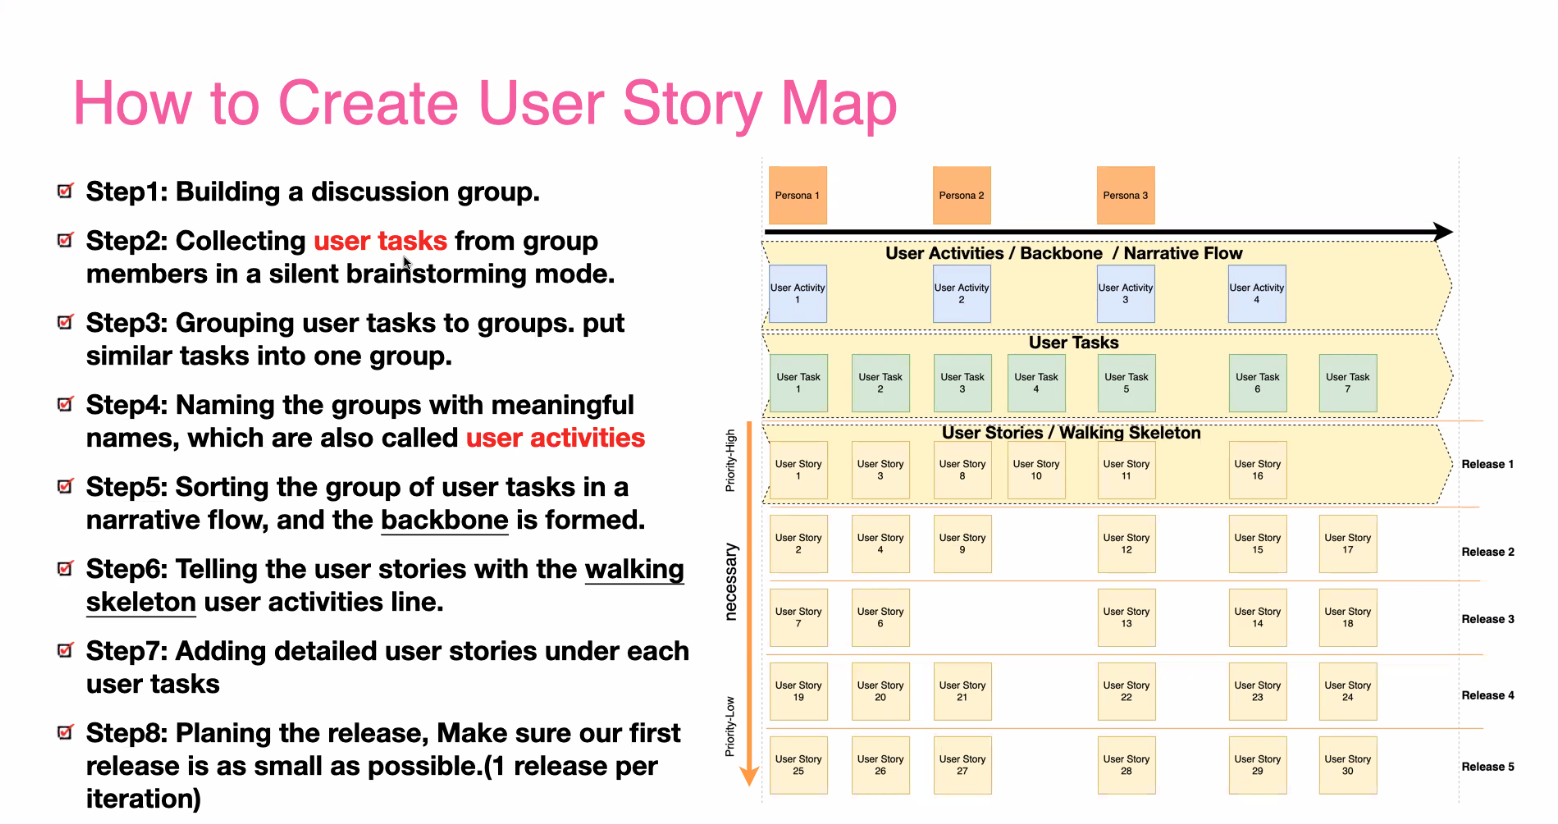 How to Create User Story Map
Step1: Building a discussion group.
Step2: Collecting user tasks from group
members in a silent brainstorming mode.
Step3: Grouping user tasks to groups. put
similar tasks into one group.
Step4: Naming the groups with meaningful
names, which are also called user activities
Step5: Sorting the group of user tasks in a
narrative flow, and the backbone is formed.
Step6: Telling the user stories with the walking
skeleton user activities line.
Step7: Adding detailed user stories under each
user tasks
Step8: Planing the release, Make sure our first
release is as small as possible.(1 release per
iteration)
Persona 1
Persona 2
Persona 3
User Activities / Backbone / Narrative Flow
User Activity
1
User Activity
2
User Activity
3
User Activity
4
User Tasks
User Task
1
User Task
2
User Task
3
User Task
4
User Task
5
User Task
6
User Task
7
Priority-High
necessary
Priority-Low
User Stories / Walking Skeleton
User Story
1
User Story
3
User Story
8
User Story
10
User Story
11
User Story
16
Release 1
User Story
2
User Story
4
User Story
9
User Story
12
User Story
15
User Story
17
Release 2
User Story
7
User Story
6
User Story
13
User Story
14
User Story
18
Release 3
User Story
19
User Story
20
User Story
21
User Story
22
User Story
23
User Story
24
Release 4
User Story
25
User Story
26
User Story
27
User Story
28
User Story
29
User Story
30
Release 5